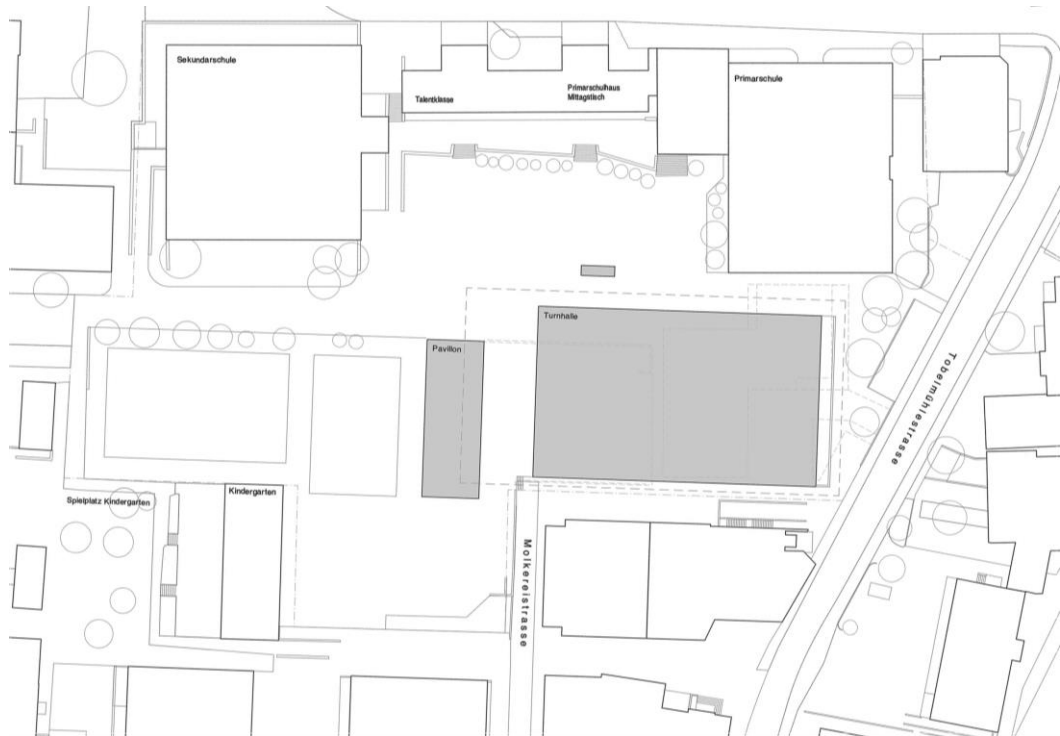 Sekundarschule
Talentklasse
Primarschulhaus
Mittagstisch
Primarschule
Turnhalle
Pavillon
Tobelmühlestrasse
Kindergarten
Spielplatz Kindergarten
Molkereistrasse